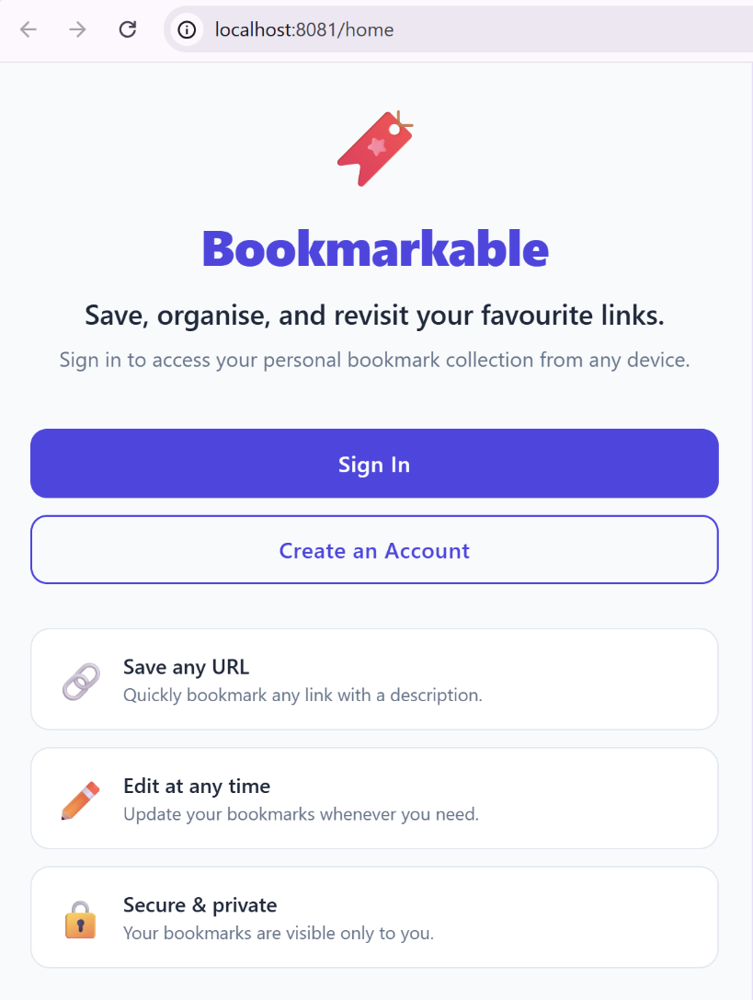 localhost:8081/home
Bookmarkable
Save, organise, and revisit your favourite links.
Sign in to access your personal bookmark collection from any device.
Sign In
Create an Account
Save any URL
Quickly bookmark any link with a description.
Edit at any time
Update your bookmarks whenever you need.
Secure & private
Your bookmarks are visible only to you.